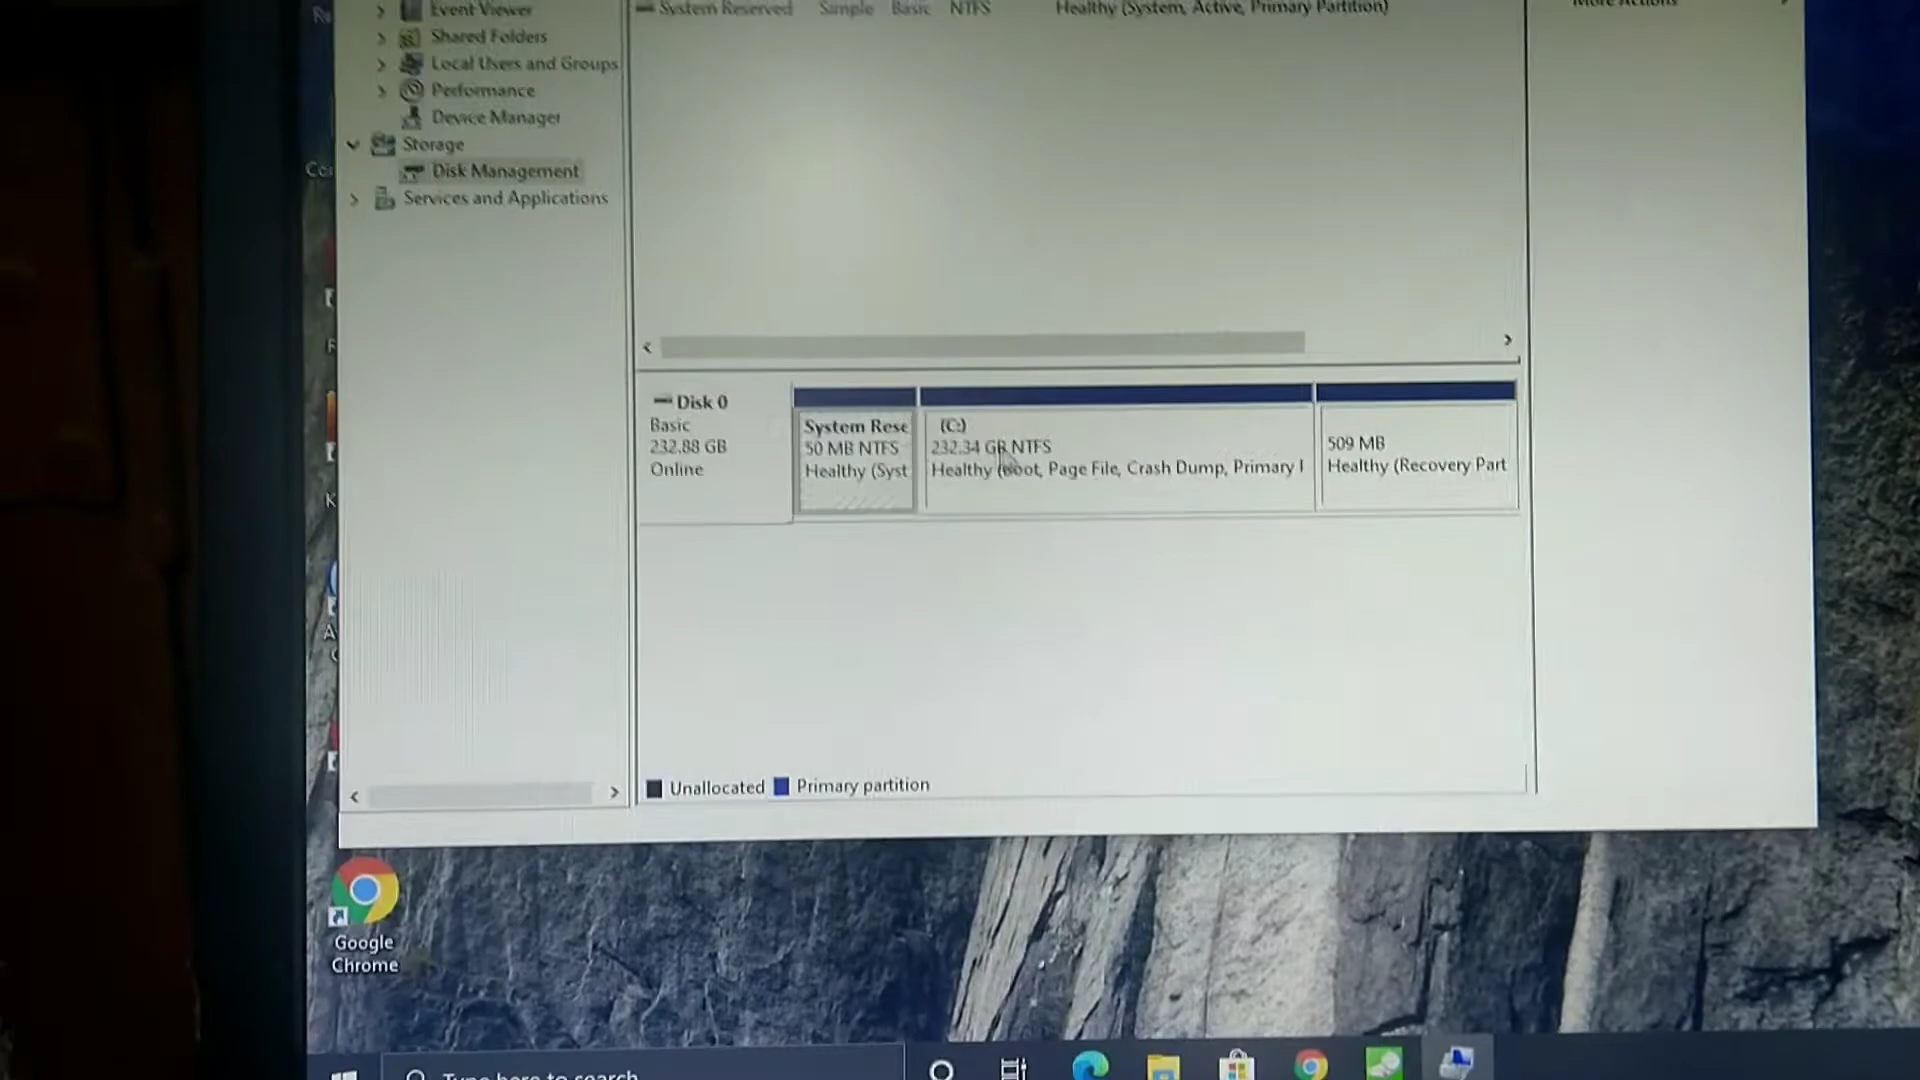 Event Viewer
System Reserved Simple Basic NTFS Healthy (System, Active, Primary Partition)
Shared Folders
Local Users and Groups
Performance
Device Manager
Storage
Disk Management
Services and Applications
Disk 0
Basic
232.88 GB
Online
System Rese
50 MB NTFS
Healthy (Syst
(C:)
232.34 GB NTFS
Healthy (Boot, Page File, Crash Dump, Primary
509 MB
Healthy (Recovery Part
Unallocated Primary partition
Google
Chrome
Type here to search